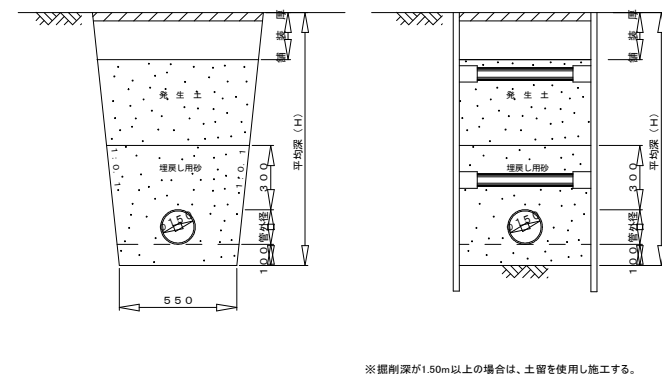 舗装厚
発生土
平均深（H）
1:0.1
1:0.1
埋戻し用砂
300
φ150
管外径
100
550
舗装厚
発生土
平均深（H）
埋戻し用砂
300
φ150
管外径
100
※掘削深が1.50m以上の場合は、土留を使用し施工する。